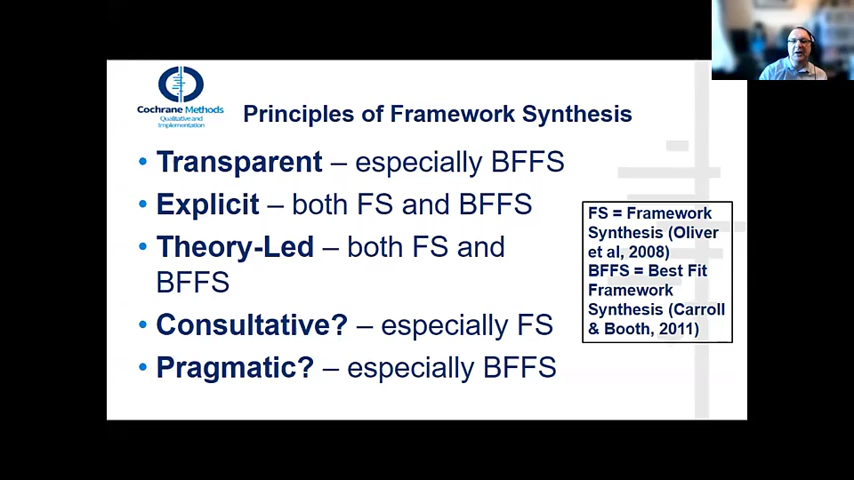 Cochrane Methods
Qualitative and
Implementation
Principles of Framework Synthesis
• Transparent – especially BFFS
• Explicit – both FS and BFFS
• Theory-Led – both FS and
BFFS
• Consultative? – especially FS
• Pragmatic? – especially BFFS
FS = Framework
Synthesis (Oliver
et al, 2008)
BFFS = Best Fit
Framework
Synthesis (Carroll
& Booth, 2011)